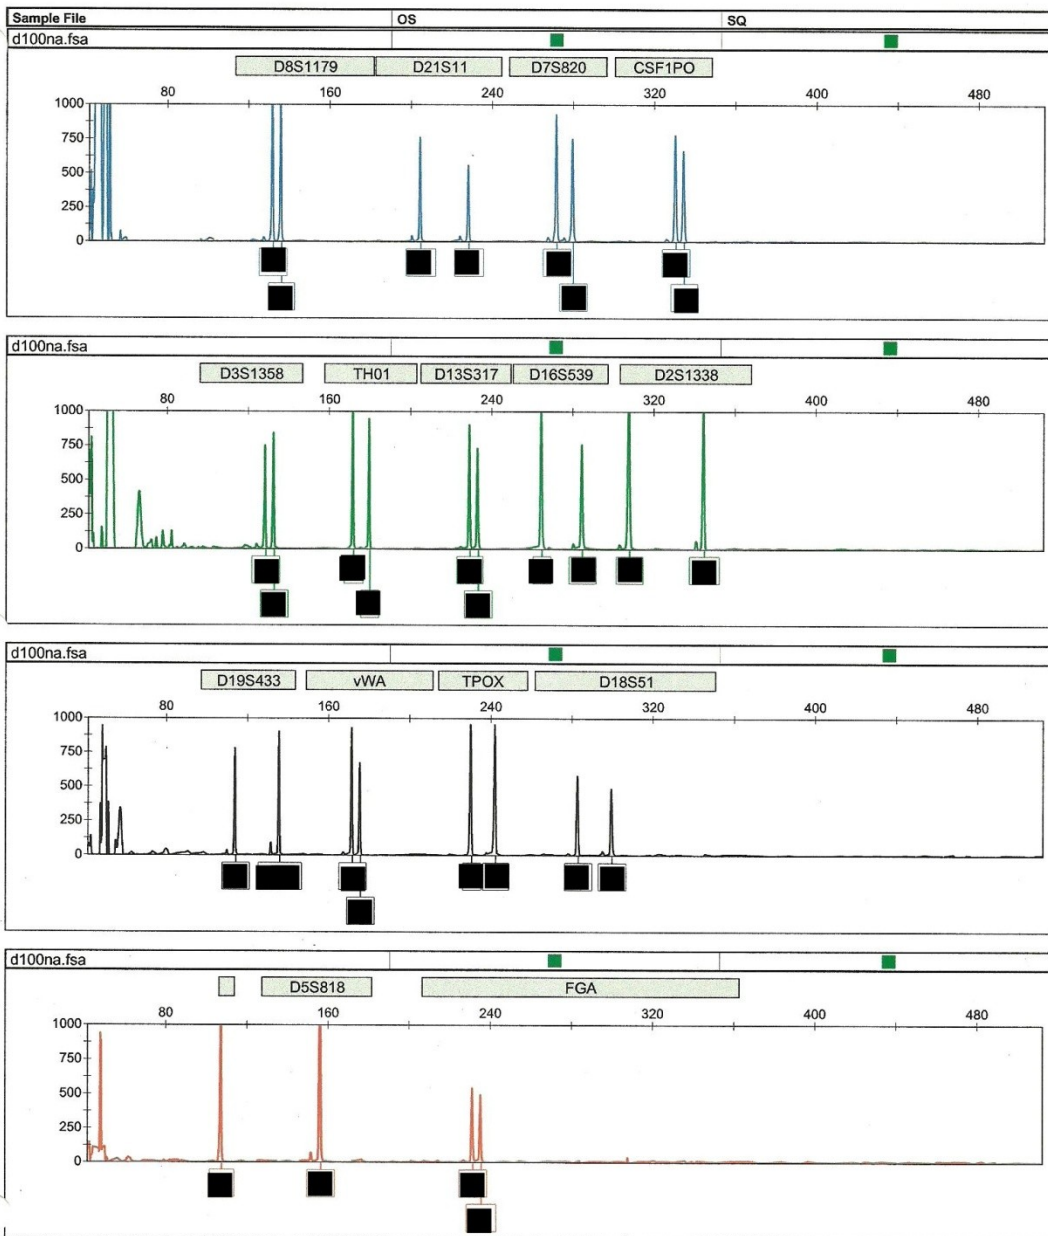 Sample File OS SQ
d100na.fsa
D8S1179 D21S11 D7S820 CSF1PO
80 160 240 320 400 480
1000
750
500
250
0
d100na.fsa
D3S1358 TH01 D13S317 D16S539 D2S1338
80 160 240 320 400 480
1000
750
500
250
0
d100na.fsa
D19S433 vWA TPOX D18S51
80 160 240 320 400 480
1000
750
500
250
0
d100na.fsa
D5S818 FGA
80 160 240 320 400 480
1000
750
500
250
0